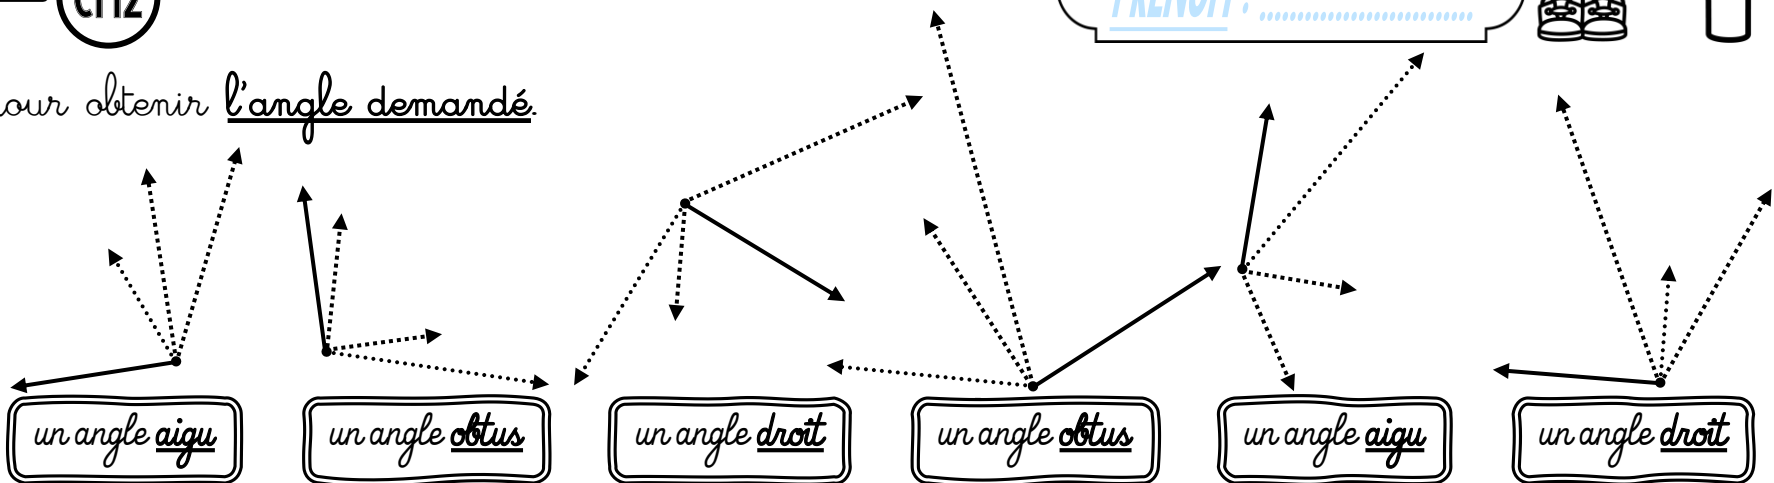 CM2
PRÉNOM : ....................................
our obtenir l'angle demandé.
un angle aigu
un angle obtus
un angle droit
un angle obtus
un angle aigu
un angle droit